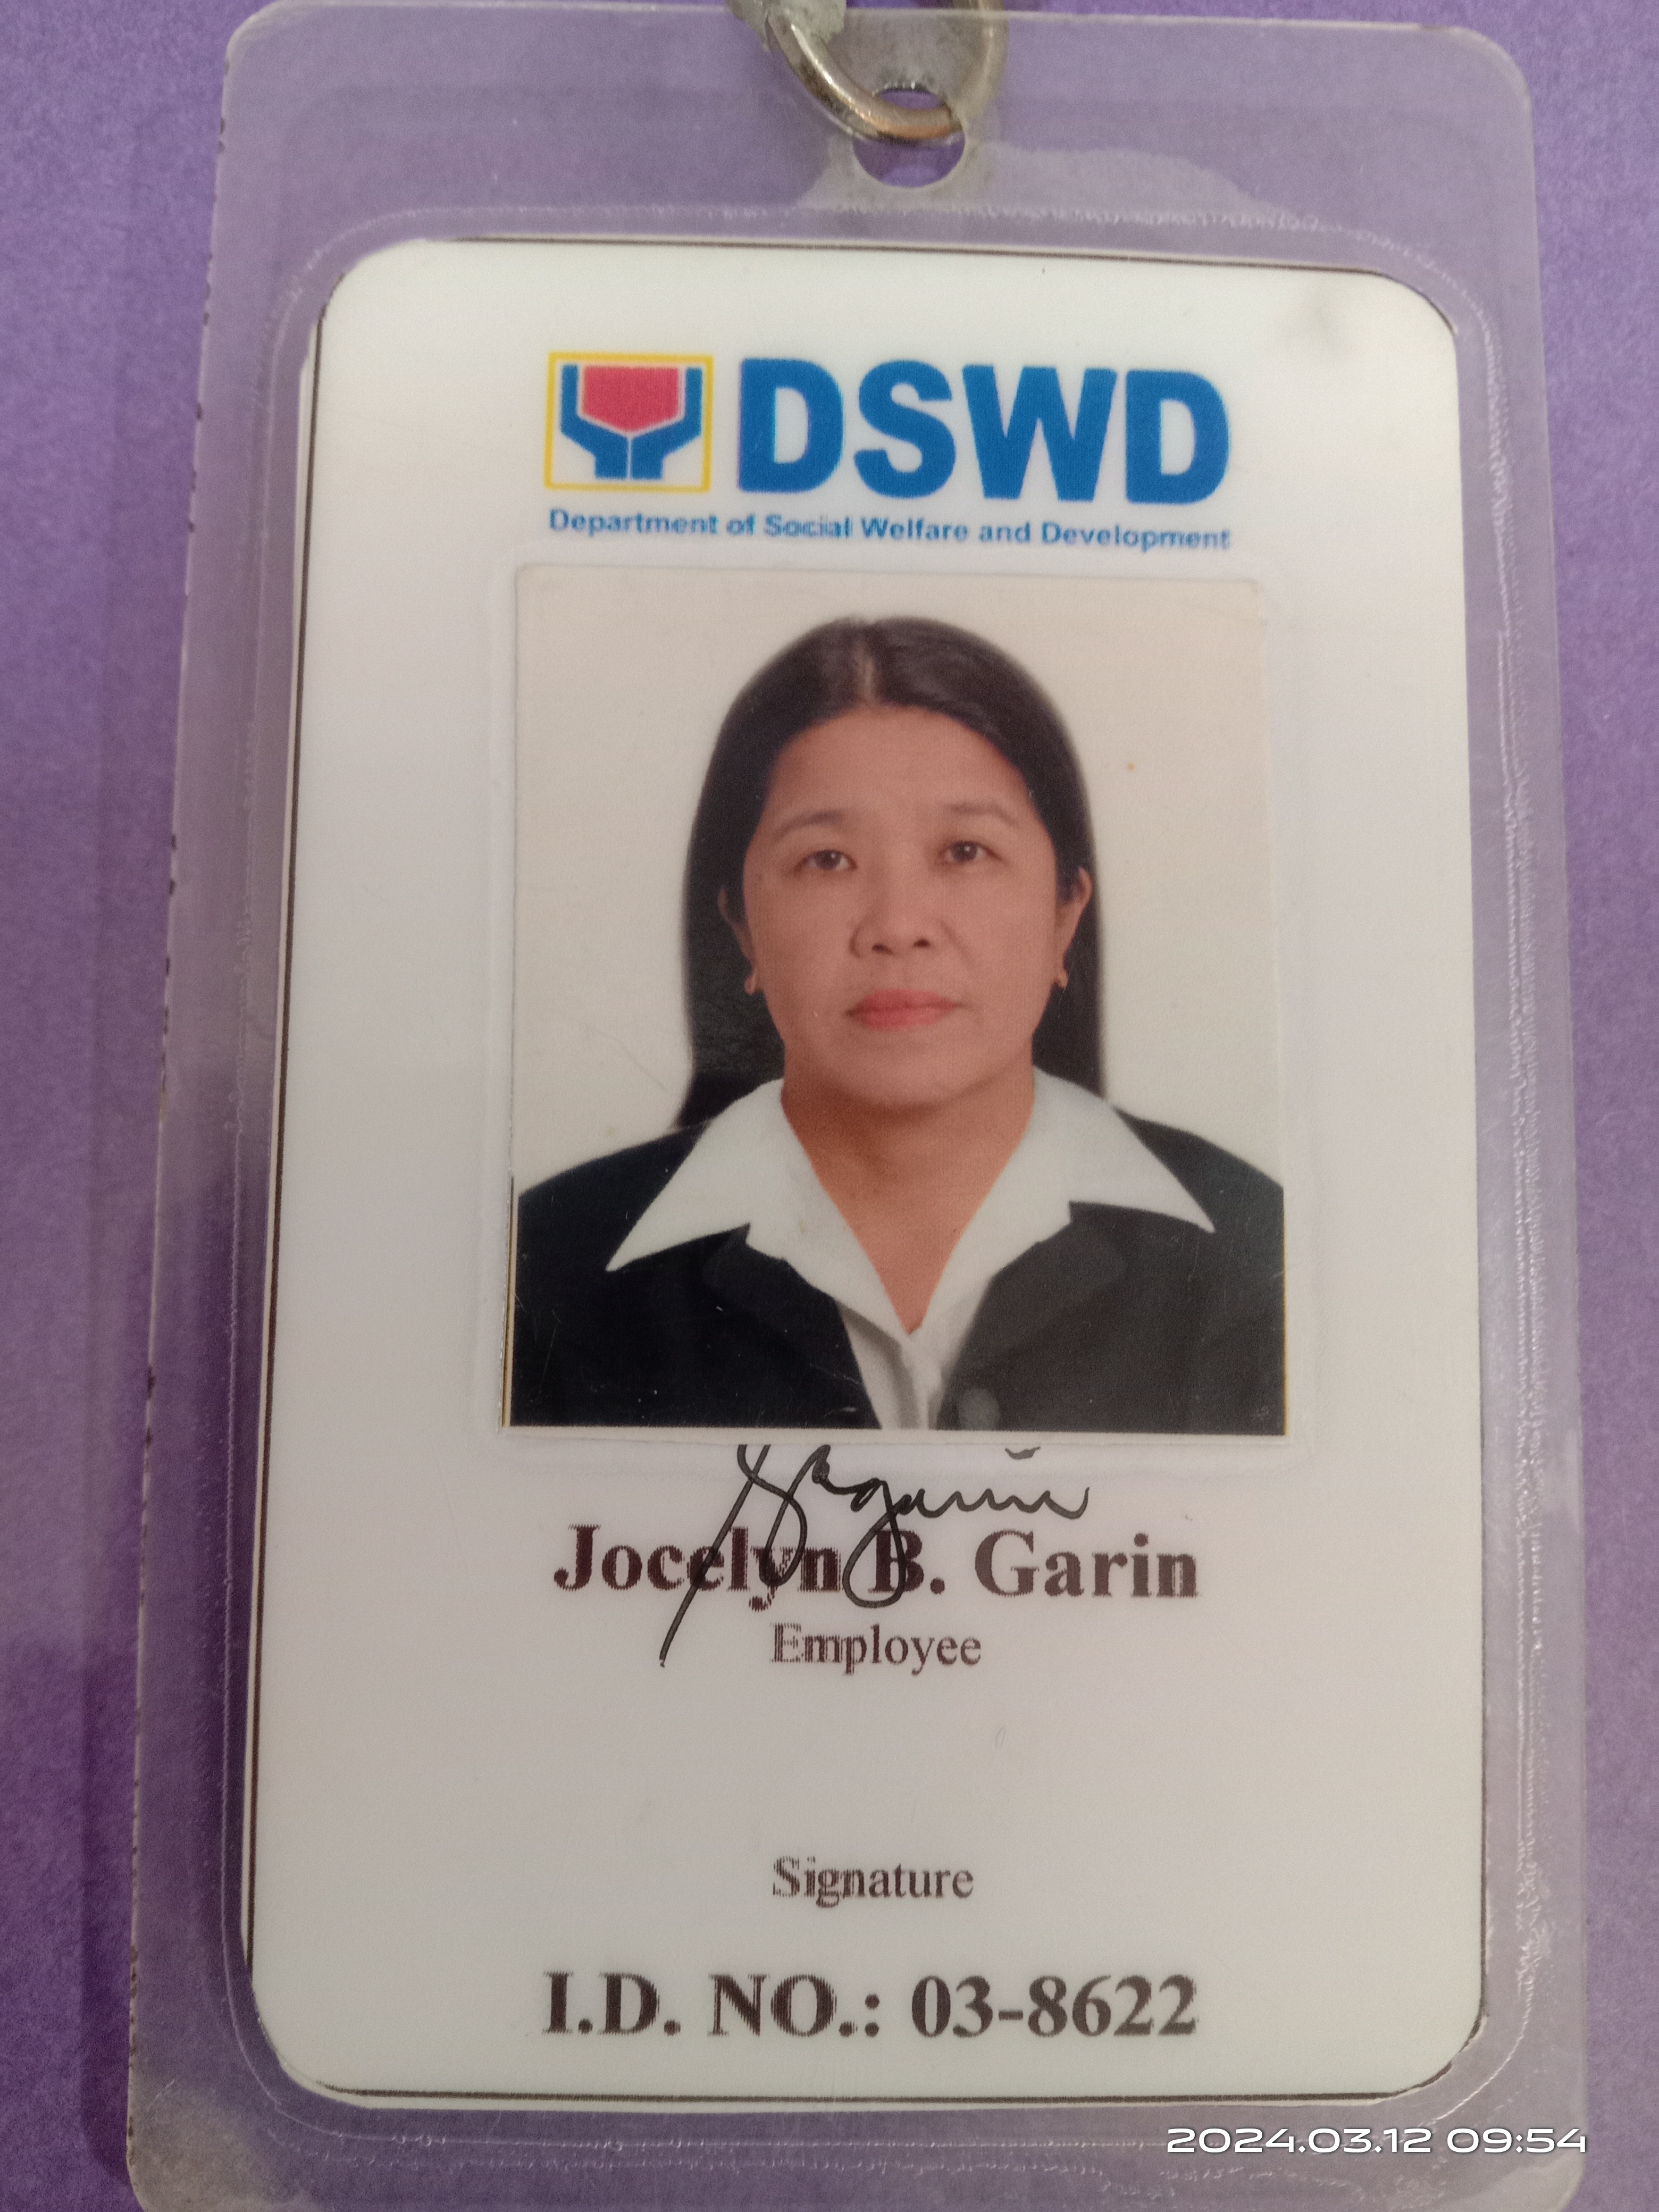 DSWD
Department of Social Welfare and Development
Jocelyn B. Garin
Employee
Signature
I.D. NO.: 03-8622
2024.03.12 09:54